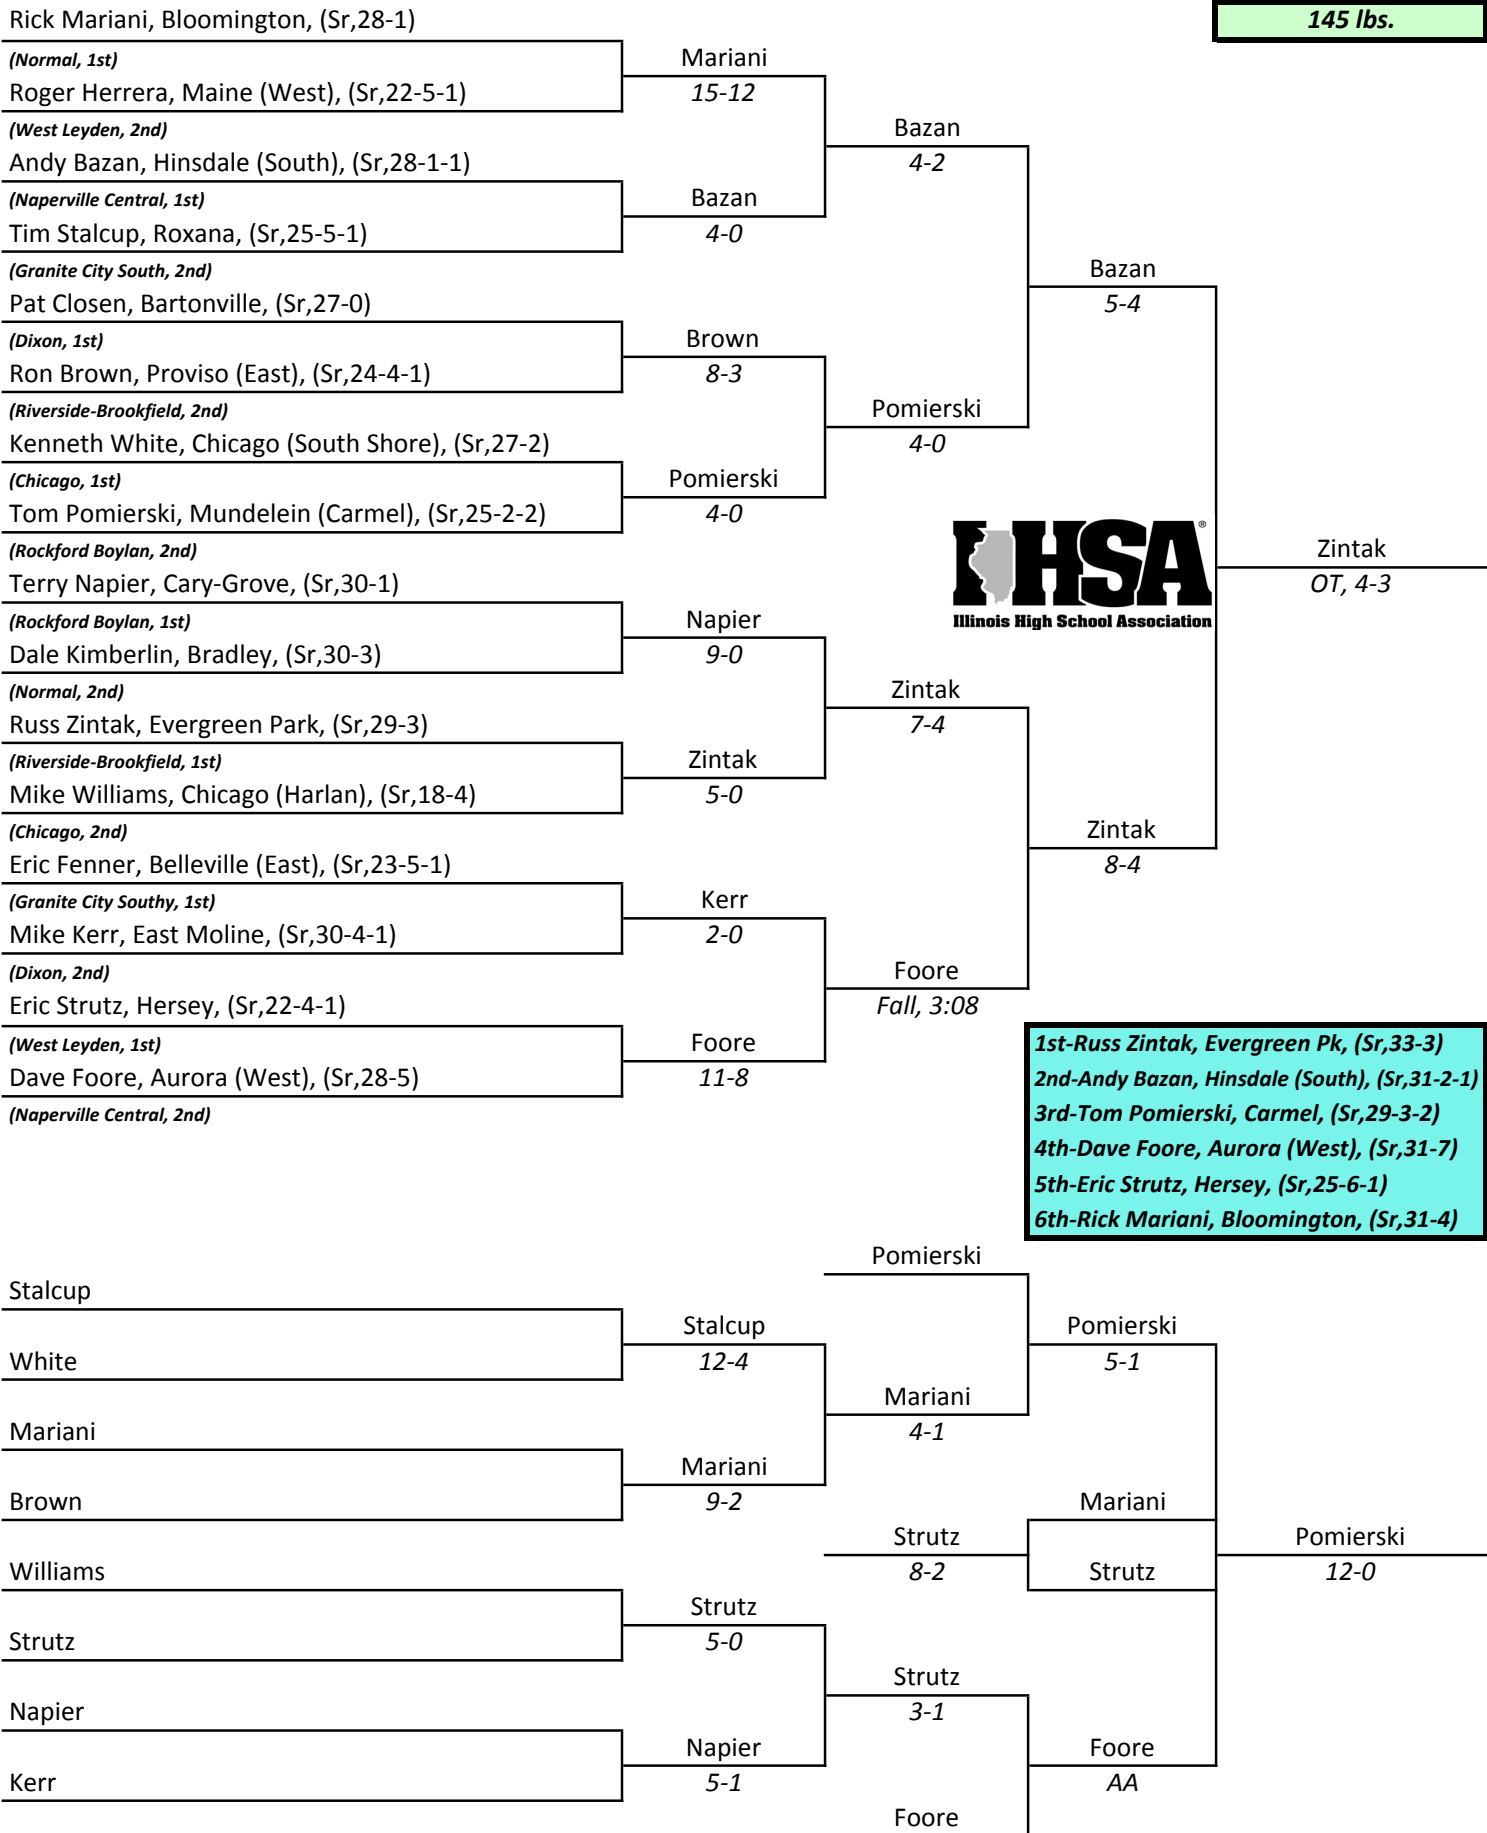 Rick Mariani, Bloomington, (Sr,28-1)
145 lbs.
(Normal, 1st)
Mariani
Roger Herrera, Maine (West), (Sr,22-5-1)
15-12
(West Leyden, 2nd)
Bazan
Andy Bazan, Hinsdale (South), (Sr,28-1-1)
4-2
(Naperville Central, 1st)
Bazan
Tim Stalcup, Roxana, (Sr,25-5-1)
4-0
(Granite City South, 2nd)
Bazan
Pat Closen, Bartonville, (Sr,27-0)
5-4
(Dixon, 1st)
Brown
Ron Brown, Proviso (East), (Sr,24-4-1)
8-3
(Riverside-Brookfield, 2nd)
Pomierski
Kenneth White, Chicago (South Shore), (Sr,27-2)
4-0
(Chicago, 1st)
Pomierski
Tom Pomierski, Mundelein (Carmel), (Sr,25-2-2)
4-0
IHSA®
Illinois High School Association
(Rockford Boylan, 2nd)
Zintak
Terry Napier, Cary-Grove, (Sr,30-1)
OT, 4-3
(Rockford Boylan, 1st)
Napier
Dale Kimberlin, Bradley, (Sr,30-3)
9-0
(Normal, 2nd)
Zintak
Russ Zintak, Evergreen Park, (Sr,29-3)
7-4
(Riverside-Brookfield, 1st)
Zintak
Mike Williams, Chicago (Harlan), (Sr,18-4)
5-0
(Chicago, 2nd)
Zintak
Eric Fenner, Belleville (East), (Sr,23-5-1)
8-4
(Granite City Southy, 1st)
Kerr
Mike Kerr, East Moline, (Sr,30-4-1)
2-0
(Dixon, 2nd)
Foore
Eric Strutz, Hersey, (Sr,22-4-1)
Fall, 3:08
(West Leyden, 1st)
Foore
Dave Foore, Aurora (West), (Sr,28-5)
11-8
(Naperville Central, 2nd)
1st-Russ Zintak, Evergreen Pk, (Sr,33-3)
2nd-Andy Bazan, Hinsdale (South), (Sr,31-2-1)
3rd-Tom Pomierski, Carmel, (Sr,29-3-2)
4th-Dave Foore, Aurora (West), (Sr,31-7)
5th-Eric Strutz, Hersey, (Sr,25-6-1)
6th-Rick Mariani, Bloomington, (Sr,31-4)
Pomierski
Stalcup
Stalcup
Pomierski
White
12-4
5-1
Mariani
Mariani
4-1
Mariani
Brown
9-2
Mariani
Strutz
Pomierski
Williams
8-2
Strutz
12-0
Strutz
Strutz
5-0
Strutz
Napier
3-1
Napier
Foore
Kerr
5-1
AA
Foore